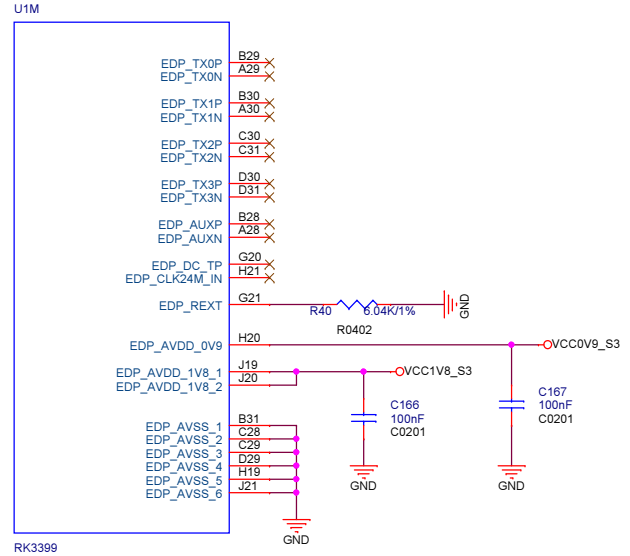 U1M
EDP_TX0P B29
EDP_TX0N A29
EDP_TX1P B30
EDP_TX1N A30
EDP_TX2P C30
EDP_TX2N C31
EDP_TX3P D30
EDP_TX3N D31
EDP_AUXP B28
EDP_AUXN A28
EDP_DC_TP G20
EDP_CLK24M_IN H21
EDP_REXT G21
R40 6.04K/1% GND
R0402
EDP_AVDD_0V9 H20 VCC0V9_S3
EDP_AVDD_1V8_1 J19 VCC1V8_S3
EDP_AVDD_1V8_2 J20
C166
100nF
C0201
GND
C167
100nF
C0201
GND
EDP_AVSS_1 B31
EDP_AVSS_2 C28
EDP_AVSS_3 C29
EDP_AVSS_4 D29
EDP_AVSS_5 H19
EDP_AVSS_6 J21
GND
RK3399